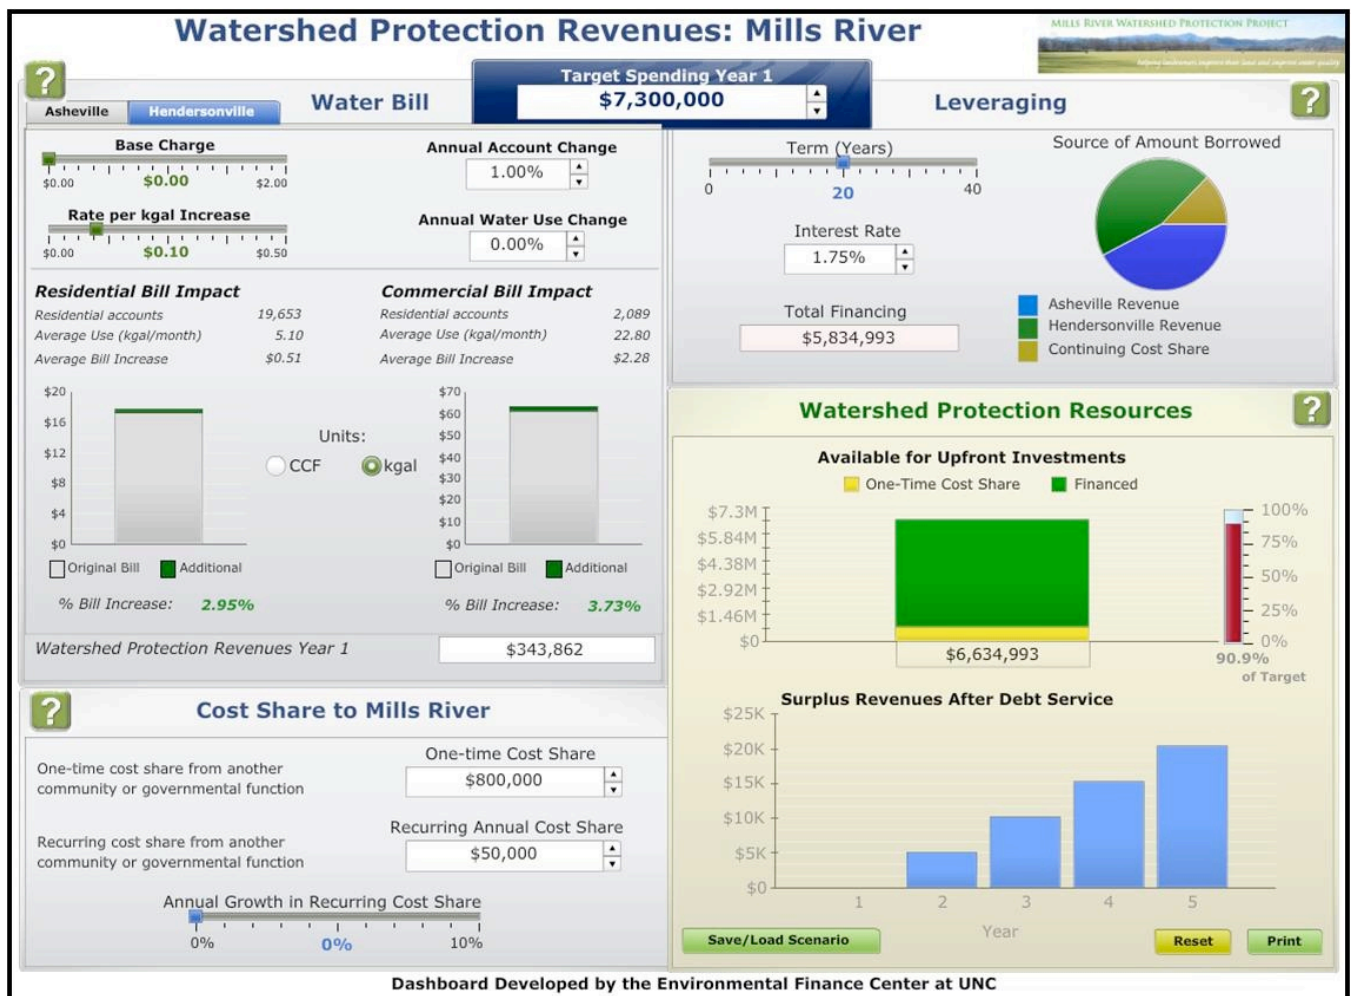 Watershed Protection Revenues: Mills River
MILLS RIVER WATERSHED PROTECTION PROJECT
helping landowners improve their land and improve water quality
?
Asheville
Hendersonville
Water Bill
Target Spending Year 1
$7,300,000
Leveraging
?
Base Charge
$0.00
$0.00
$2.00
Annual Account Change
1.00%
Rate per kgal Increase
$0.00
$0.10
$0.50
Annual Water Use Change
0.00%
Term (Years)
0
20
40
Interest Rate
1.75%
Total Financing
$5,834,993
Source of Amount Borrowed
Asheville Revenue
Hendersonville Revenue
Continuing Cost Share
Residential Bill Impact
Residential accounts 19,653
Average Use (kgal/month) 5.10
Average Bill Increase $0.51
Commercial Bill Impact
Residential accounts 2,089
Average Use (kgal/month) 22.80
Average Bill Increase $2.28
$20
$16
$12
$8
$4
$0
Original Bill Additional
% Bill Increase: 2.95%
Units:
CCF kgal
$70
$60
$50
$40
$30
$20
$10
$0
Original Bill Additional
% Bill Increase: 3.73%
Watershed Protection Revenues Year 1 $343,862
?
Cost Share to Mills River
One-time cost share from another
community or governmental function
One-time Cost Share
$800,000
Recurring cost share from another
community or governmental function
Recurring Annual Cost Share
$50,000
Annual Growth in Recurring Cost Share
0%
0%
10%
Watershed Protection Resources
?
Available for Upfront Investments
One-Time Cost Share Financed
$7.3M
$5.84M
$4.38M
$2.92M
$1.46M
$0
$6,634,993
100%
75%
50%
25%
0%
90.9%
of Target
Surplus Revenues After Debt Service
$25K
$20K
$15K
$10K
$5K
$0
1 2 3 4 5
Year
Save/Load Scenario
Reset
Print
Dashboard Developed by the Environmental Finance Center at UNC